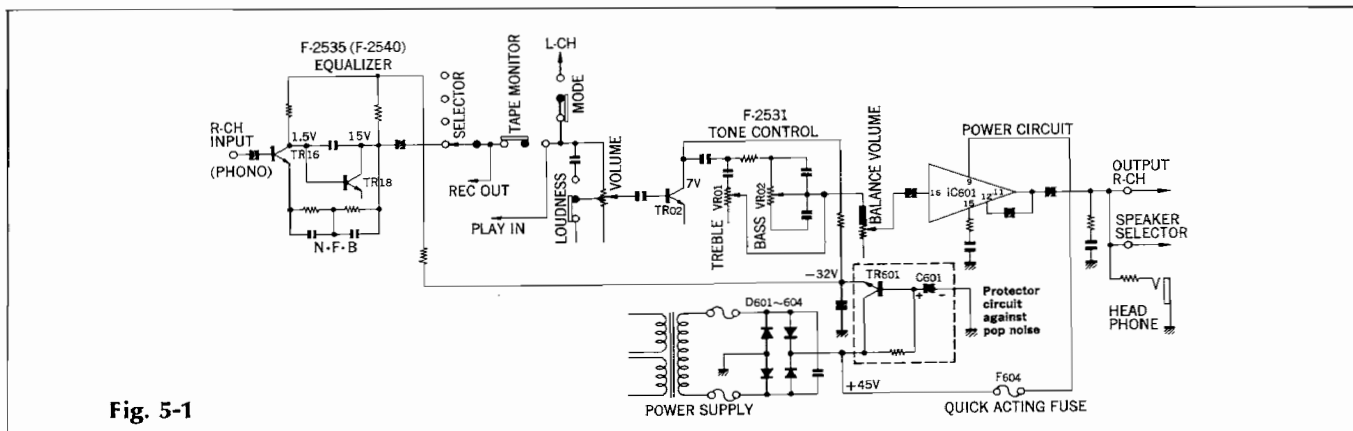 F-2535 (F-2540)
EQUALIZER
R-CH
INPUT
(PHONO)
1.5V
15V
TR16
TR18
N·F·B
SELECTOR
REC OUT
TAPE MONITOR
PLAY IN
L-CH
MODE
LOUDNESS
VOLUME
7V
TR02
F-2531
TONE CONTROL
TREBLE VR01
BASS VR02
BALANCE VOLUME
POWER CIRCUIT
9
16
iC601
12
11
15
OUTPUT
R-CH
SPEAKER
SELECTOR
HEAD
PHONE
−32V
TR601
C601
+
-
Protector
circuit
against
pop noise
D601~604
POWER SUPPLY
+45V
F604
QUICK ACTING FUSE
Fig. 5-1